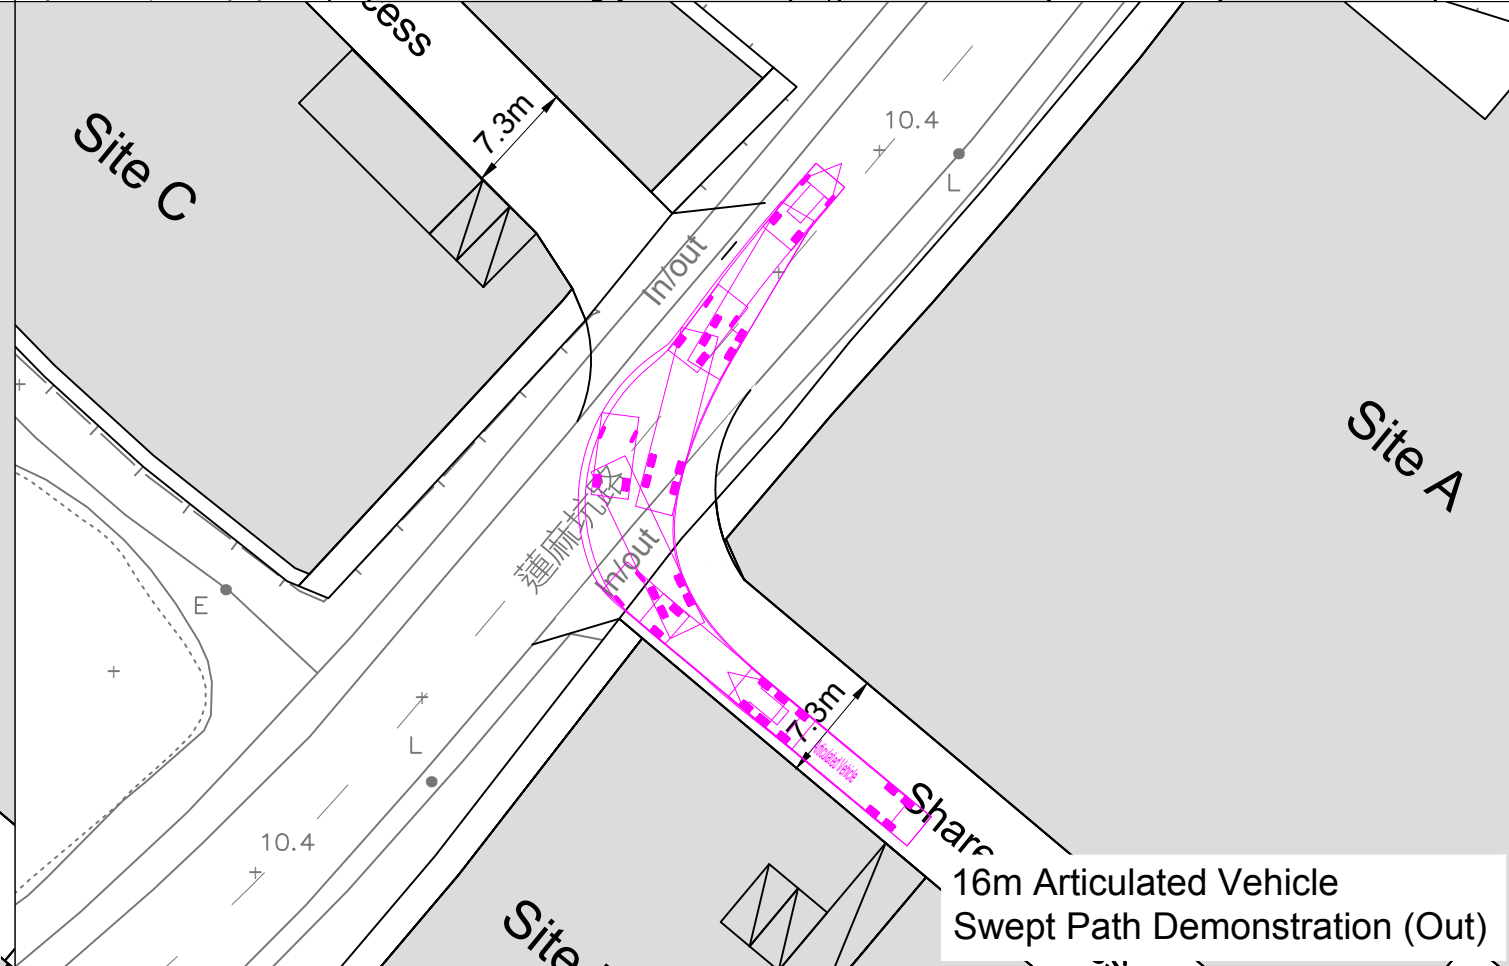 cess
7.3m
Site C
10.4
L
In/out
Site A
蓮麻坑路
In/out
E
L
7.3m
Articulated Vehicle
10.4
Share
Site
16m Articulated Vehicle
Swept Path Demonstration (Out)